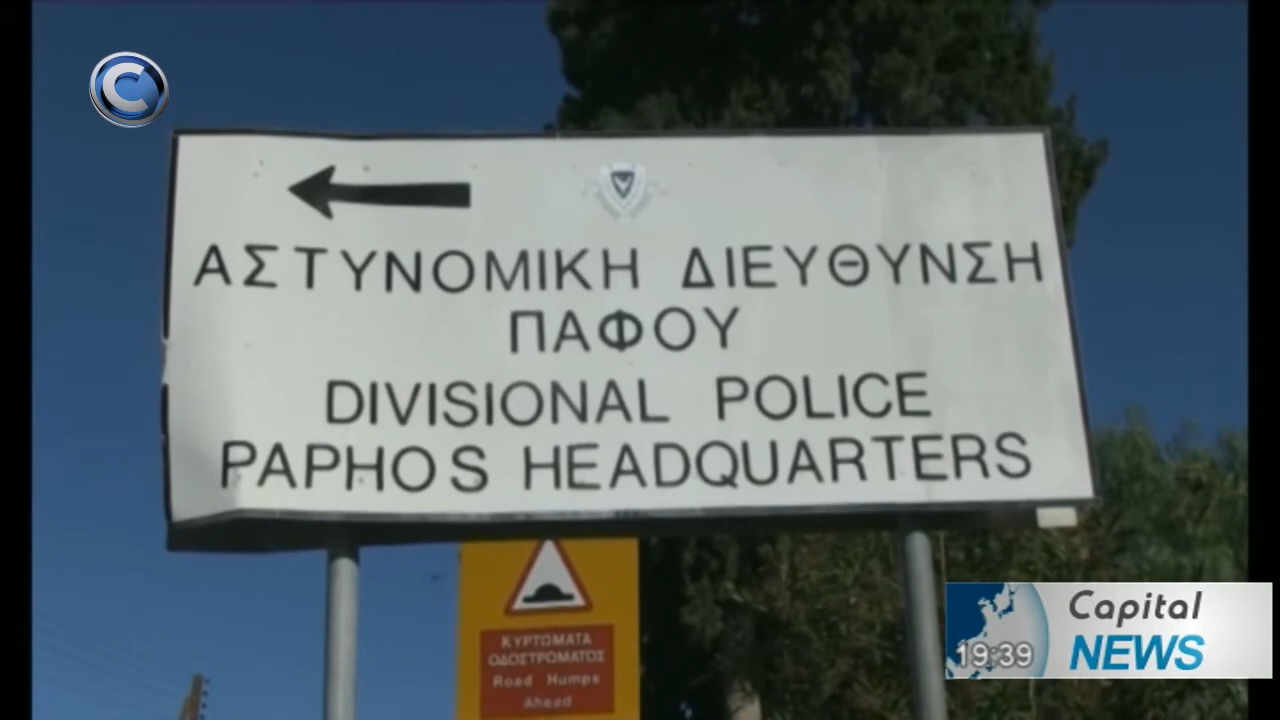 C
ΑΣΤΥΝΟΜΙΚΗ ΔΙΕΥΘΥΝΣΗ
ΠΑΦΟΥ
DIVISIONAL POLICE
PAPHOS HEADQUARTERS
ΚΥΡΤΩΜΑΤΑ
ΟΔΟΣΤΡΩΜΑΤΟΣ
Road Humps
Ahead
Capital
NEWS
19:39